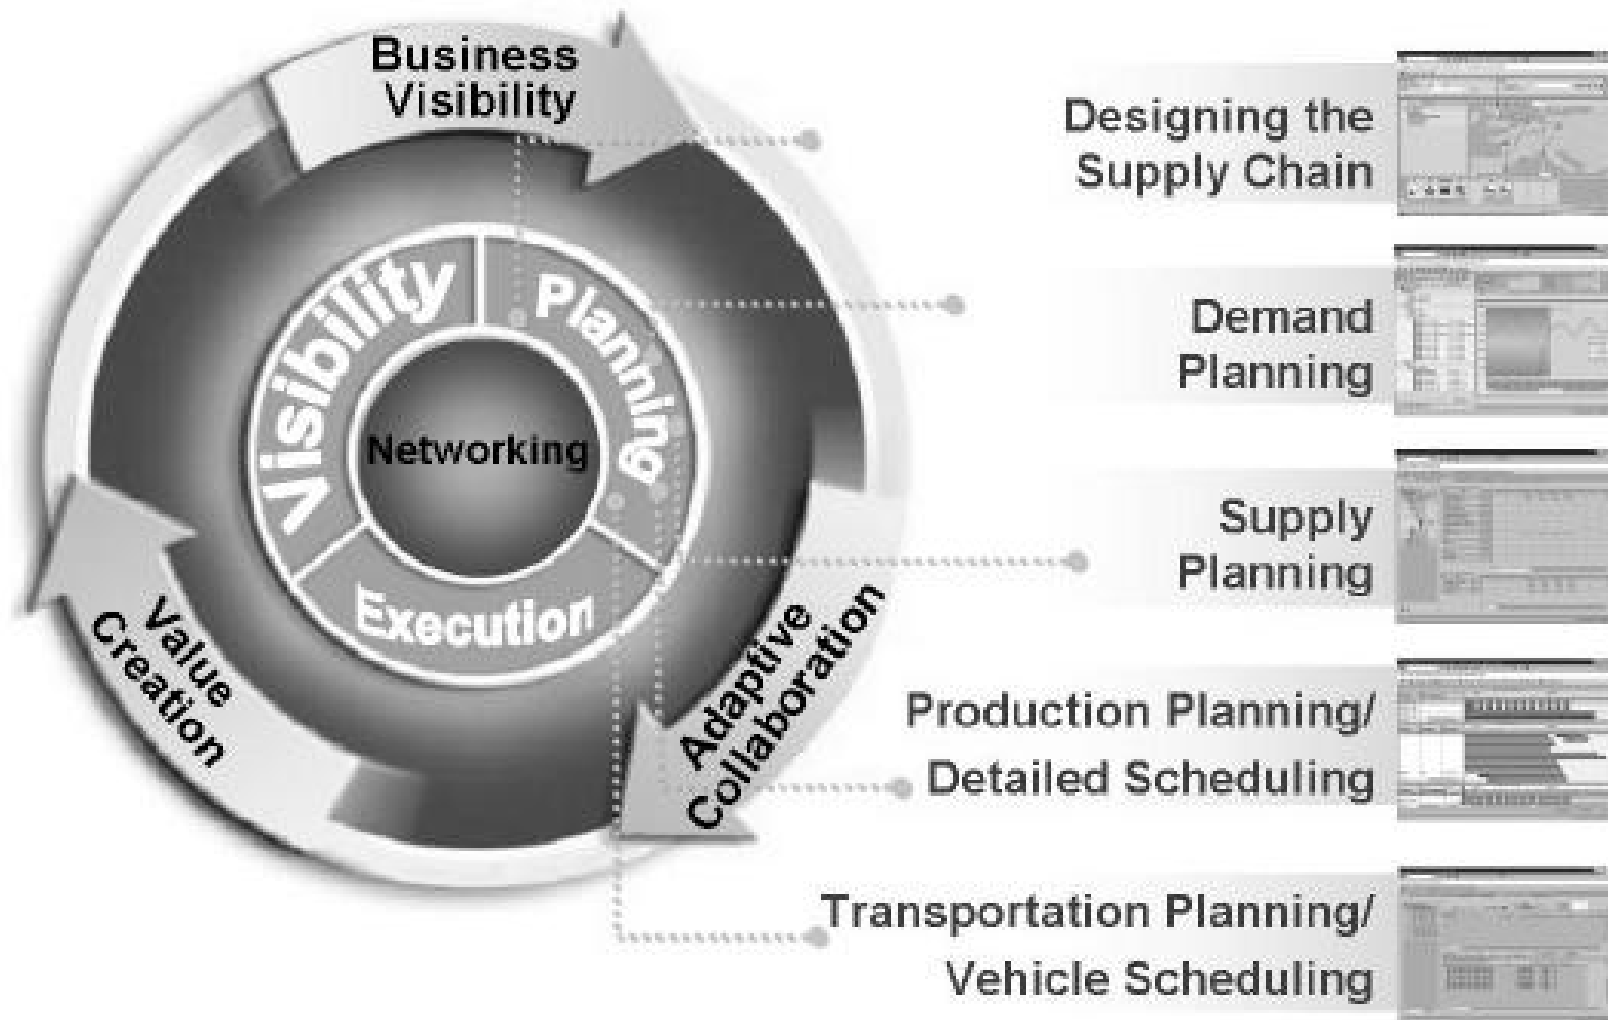 Business
Visibility
Visibility
Planning
Networking
Execution
Value
Creation
Adaptive
Collaboration
Designing the
Supply Chain
Demand
Planning
Supply
Planning
Production Planning/
Detailed Scheduling
Transportation Planning/
Vehicle Scheduling